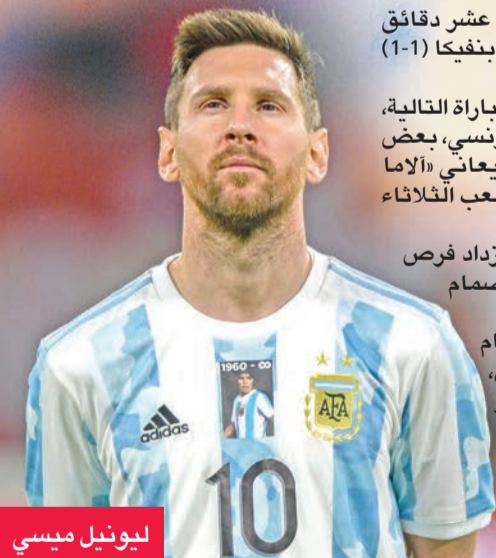 عشر دقائق
بنفيكا (1-1)
باراة التالية،
رنسي، بعض
يعاني «آلاما
عب الثلاثاء
زداد فرص
صمام
ام
1960 - ∞
adidas
AFA
10
ليونيل ميسي